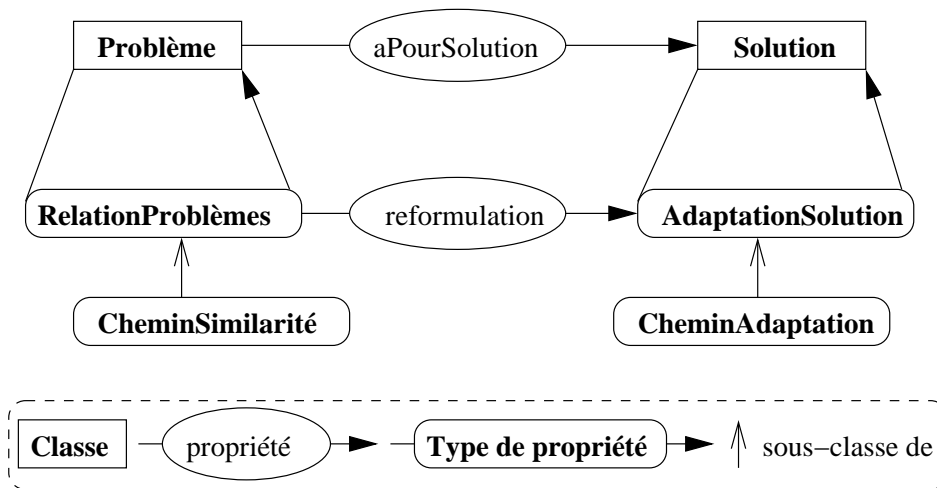 Problème
aPourSolution
Solution
RelationProblèmes
reformulation
AdaptationSolution
CheminSimilarité
CheminAdaptation
Classe
propriété
Type de propriété
sous−classe de